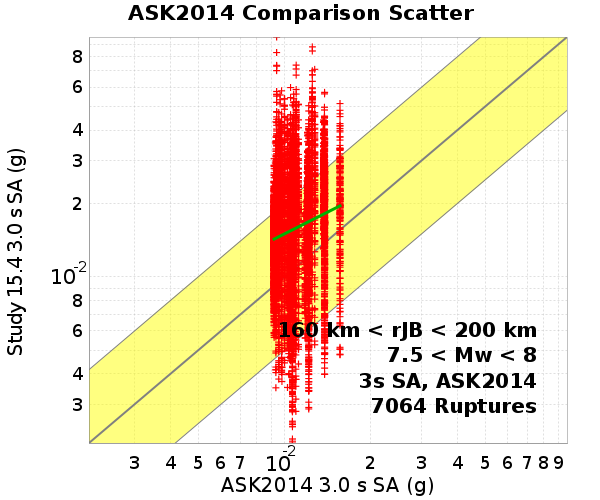 ASK2014 Comparison Scatter
Study 15.4 3.0 s SA (g)
8
6
4
3
2
10-2
8
6
4
3
160 km < rJB < 200 km
7.5 < Mw < 8
3s SA, ASK2014
7064 Ruptures
3 4 5 6 7 10-2 2 3 4 5 6 7 8 9
ASK2014 3.0 s SA (g)